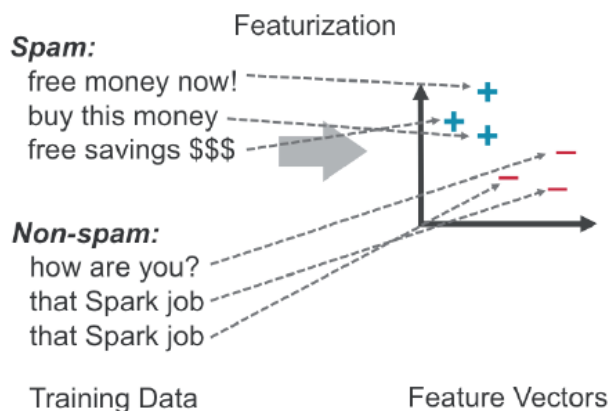 Featurization
Spam:
free money now!
buy this money
free savings $$$
Non-spam:
how are you?
that Spark job
that Spark job
Training Data
Feature Vectors